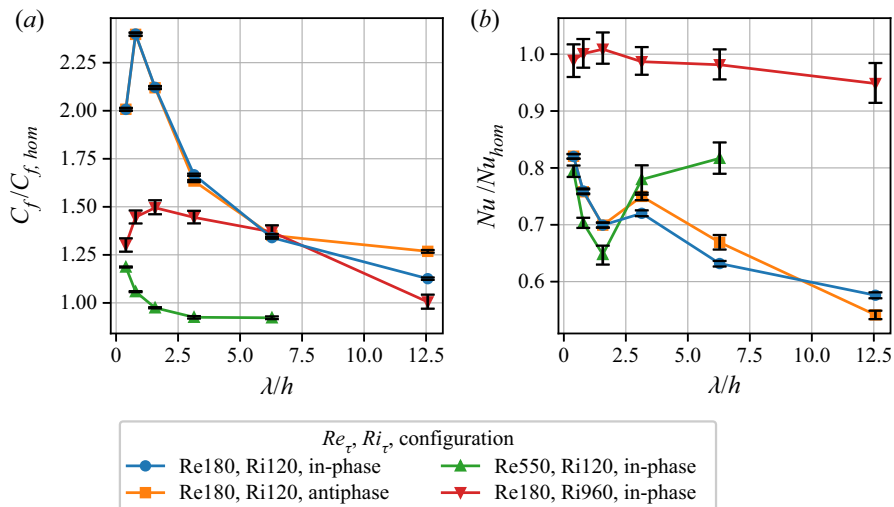 (a)
(b)
2.25
2.00
1.75
1.50
1.25
1.00
C_f/C_{f, hom}
0 2.5 5.0 7.5 10.0 12.5
λ/h
1.0
0.9
0.8
0.7
0.6
Nu/Nu_{hom}
0 2.5 5.0 7.5 10.0 12.5
λ/h
Re_τ, Ri_τ, configuration
Re180, Ri120, in-phase
Re180, Ri120, antiphase
Re550, Ri120, in-phase
Re180, Ri960, in-phase